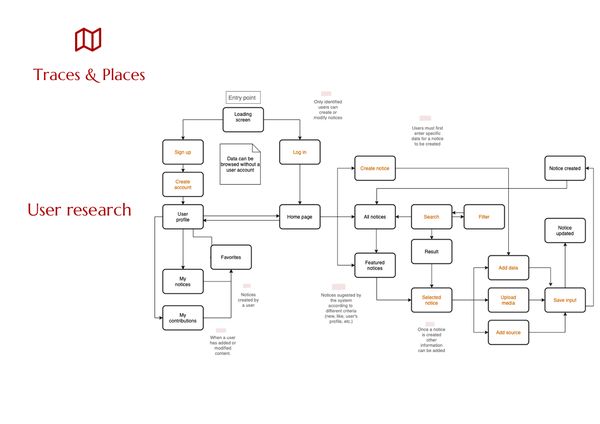 Traces & Places
User research
Entry point
Loading
screen
Only identified
users can
create or
modify notices
Users must first
enter specific
data for a notice
to be created
Sign up
Data can be
browsed without a
user account
Log in
Create notice
Notice created
Create
account
User
profile
Home page
All notices
Search
Filter
Notice
updated
Favorites
Result
Featured
notices
Add data
My
notices
Notices
created by
a user
Notices sugested by
the system
according to
different criteria
(new, like, user's
profile, etc.)
Selected
notice
Upload
media
Save input
My
contributions
Add source
When a user
has added or
modified
content.
Once a notice
is created
other
information
can be added